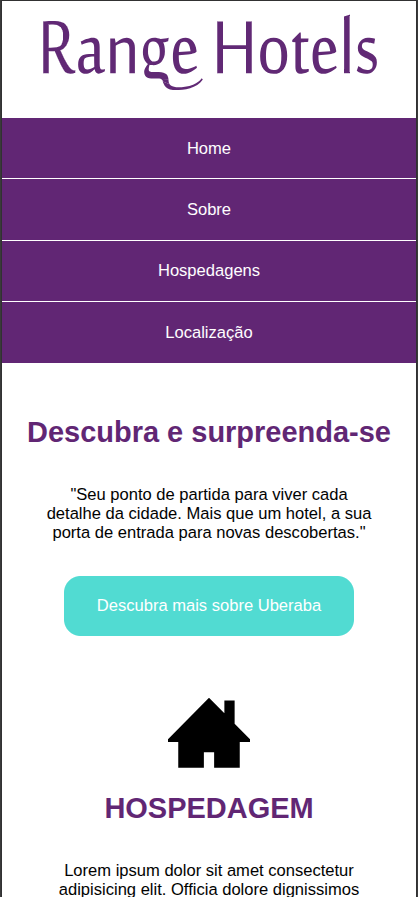 Range Hotels
Home
Sobre
Hospedagens
Localização
Descubra e surpreenda-se
"Seu ponto de partida para viver cada
detalhe da cidade. Mais que um hotel, a sua
porta de entrada para novas descobertas."
Descubra mais sobre Uberaba
HOSPEDAGEM
Lorem ipsum dolor sit amet consectetur
adipisicing elit. Officia dolore dignissimos